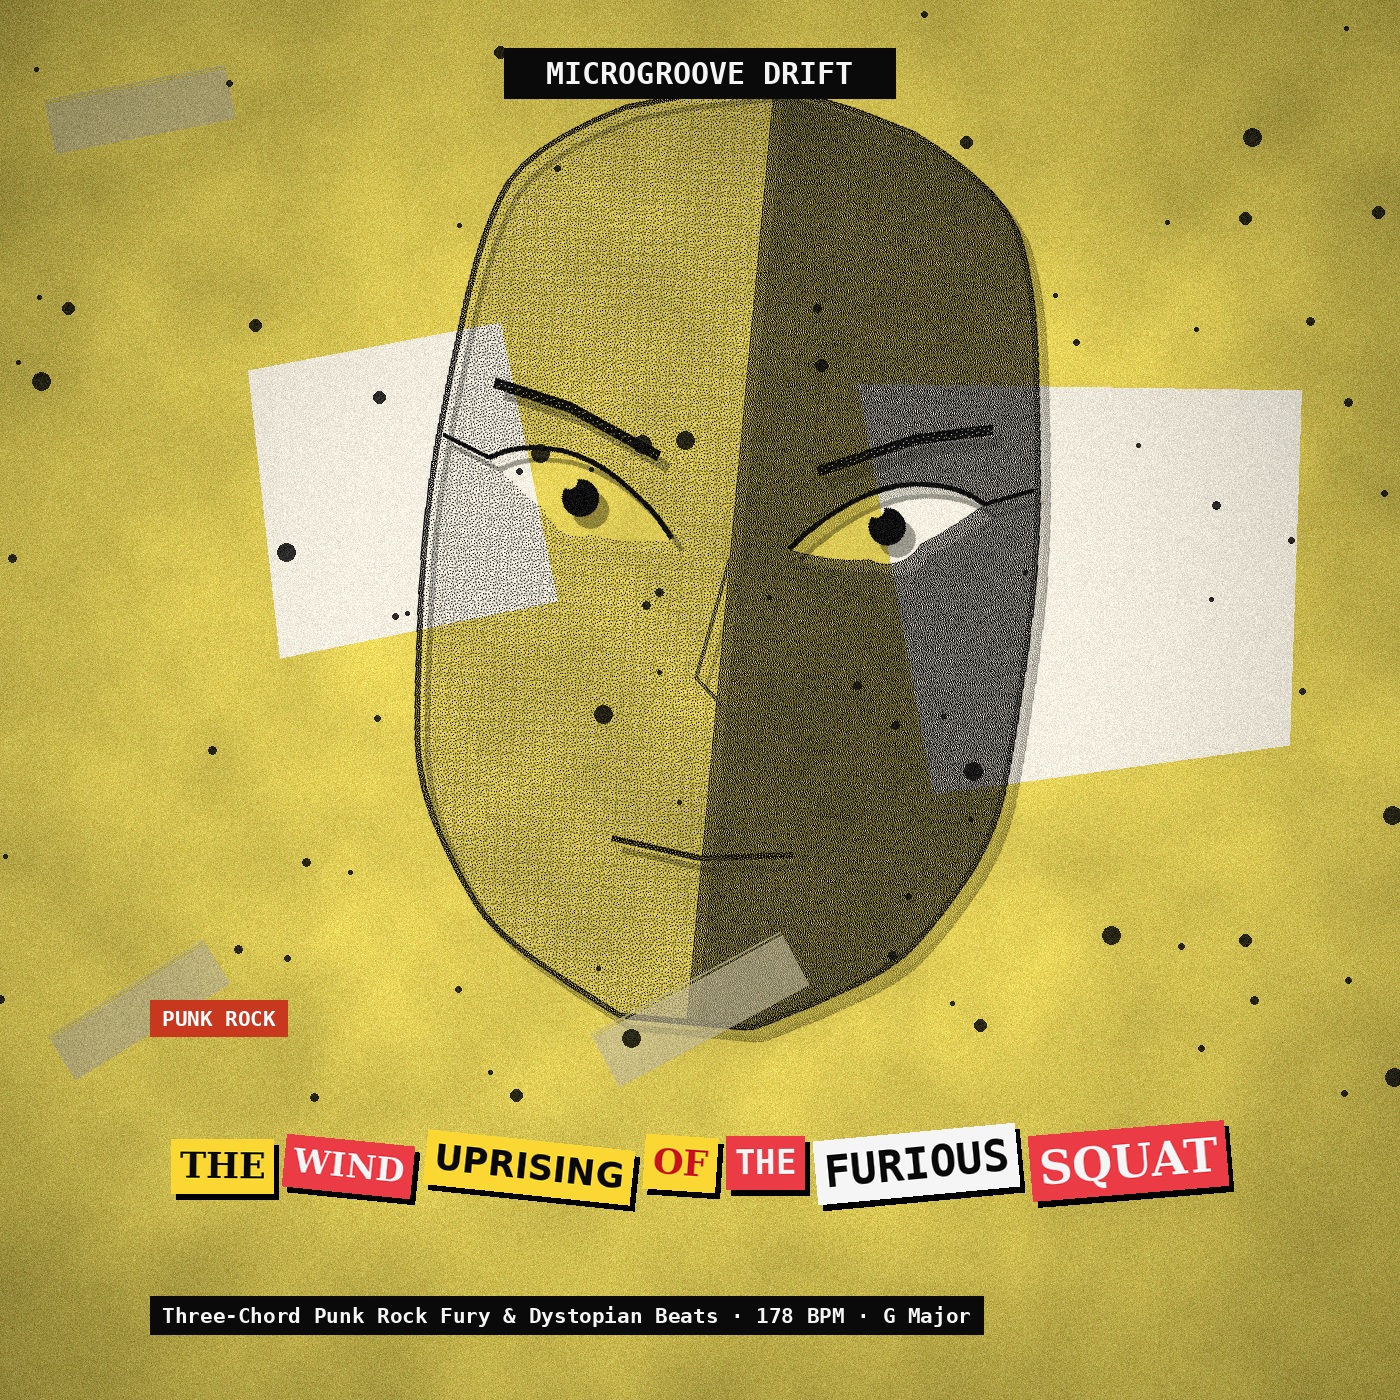 MICROGROOVE DRIFT
PUNK ROCK
THE WIND UPRISING OF THE FURIOUS SQUAT
Three-Chord Punk Rock Fury & Dystopian Beats · 178 BPM · G Major